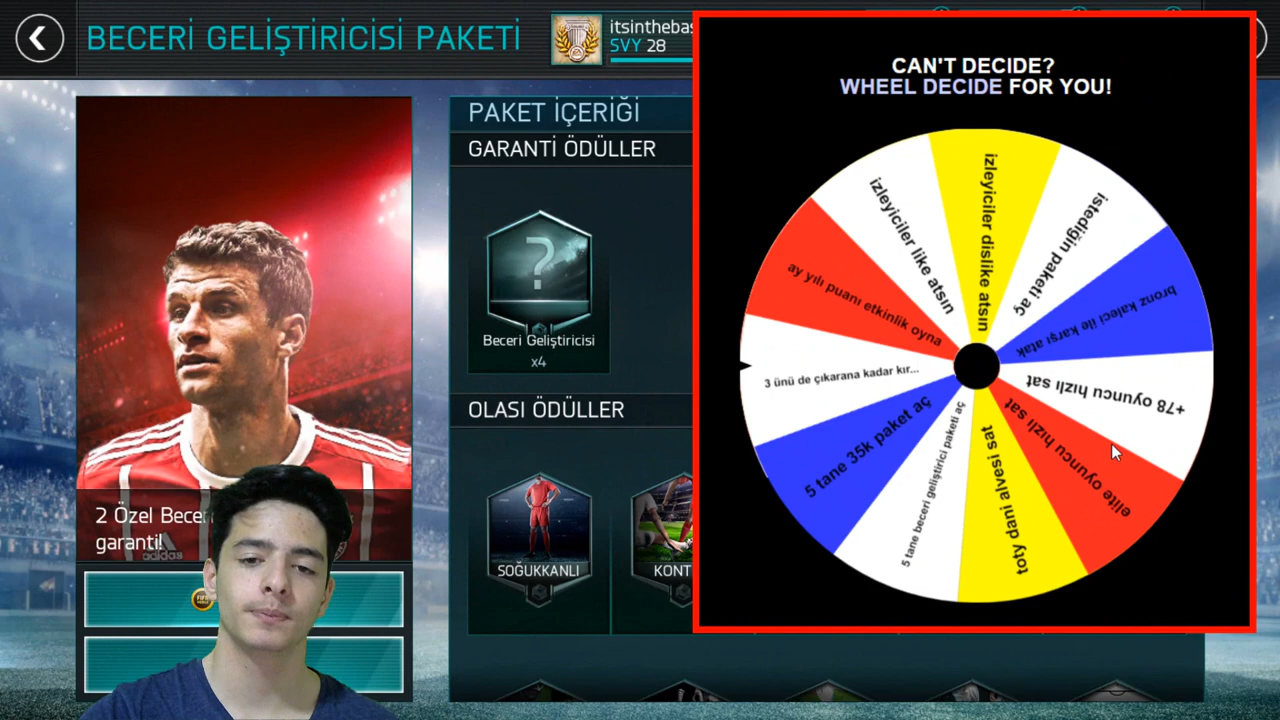 BECERİ GELİŞTİRİCİSİ PAKETİ
itsinthebas
SVY 28
PAKET İÇERİĞİ
GARANTİ ÖDÜLLER
Beceri Geliştiricisi
x4
OLASI ÖDÜLLER
SOĞUKKANLI
KONT
2 Özel Becer
garanti!
adidas
CAN'T DECIDE?
WHEEL DECIDE FOR YOU!
izleyiciler dislike atsın
istediğin paketi aç
bronz kaleci ile karşı atak
+78 oyuncu hızlı sat
elite oyuncu hızlı sat
toty dani alvesi sat
5 tane beceri geliştirici paketi aç
5 tane 35k paket aç
3 ünü de çıkarana kadar kır...
ay yılı puanı etkinlik oyna
izleyiciler like atsın